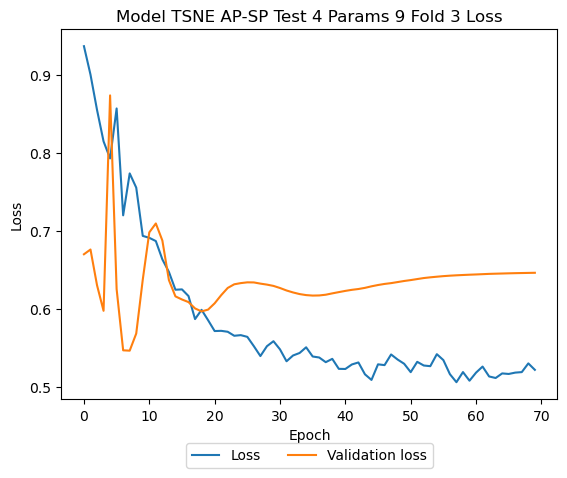 Model TSNE AP-SP Test 4 Params 9 Fold 3 Loss
0.9
0.8
0.7
0.6
0.5
Loss
0 10 20 30 40 50 60 70
Epoch
Loss Validation loss